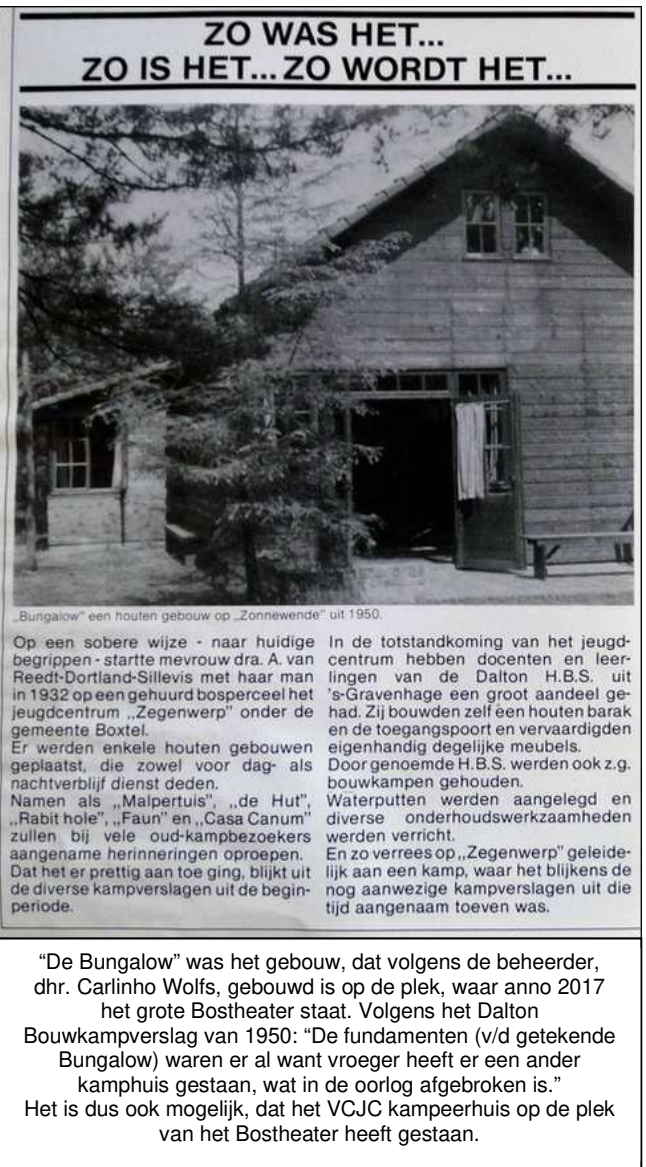 ZO WAS HET...
ZO IS HET... ZO WORDT HET...
„Bungalow” een houten gebouw op „Zonnewende” uit 1950.
Op een sobere wijze - naar huidige
begrippen - startte mevrouw dra. A. van
Reedt-Dortland-Sillevis met haar man
in 1932 op een gehuurd bosperceel het
jeugdcentrum „Zegenwerp” onder de
gemeente Boxtel.
Er werden enkele houten gebouwen
geplaatst, die zowel voor dag- als
nachtverblijf dienst deden.
Namen als „Malpertuis”, „de Hut”,
„Rabit hole”, „Faun” en „Casa Canum”
zullen bij vele oud-kampbezoekers
aangename herinneringen oproepen.
Dat het er prettig aan toe ging, blijkt uit
de diverse kampverslagen uit de begin-
periode.
In de totstandkoming van het jeugd-
centrum hebben docenten en leer-
lingen van de Dalton H.B.S. uit
's-Gravenhage een groot aandeel ge-
had. Zij bouwden zelf een houten barak
en de toegangspoort en vervaardigden
eigenhandig degelijke meubels.
Door genoemde H.B.S. werden ook z.g.
bouwkampen gehouden.
Waterputten werden aangelegd en
diverse onderhoudswerkzaamheden
werden verricht.
En zo verrees op „Zegenwerp” geleide-
lijk aan een kamp, waar het blijkens de
nog aanwezige kampverslagen uit die
tijd aangenaam toeven was.
“De Bungalow” was het gebouw, dat volgens de beheerder,
dhr. Carlinho Wolfs, gebouwd is op de plek, waar anno 2017
het grote Bostheater staat. Volgens het Dalton
Bouwkampverslag van 1950: “De fundamenten (v/d getekende
Bungalow) waren er al want vroeger heeft er een ander
kamphuis gestaan, wat in de oorlog afgebroken is.”
Het is dus ook mogelijk, dat het VCJC kampeerhuis op de plek
van het Bostheater heeft gestaan.